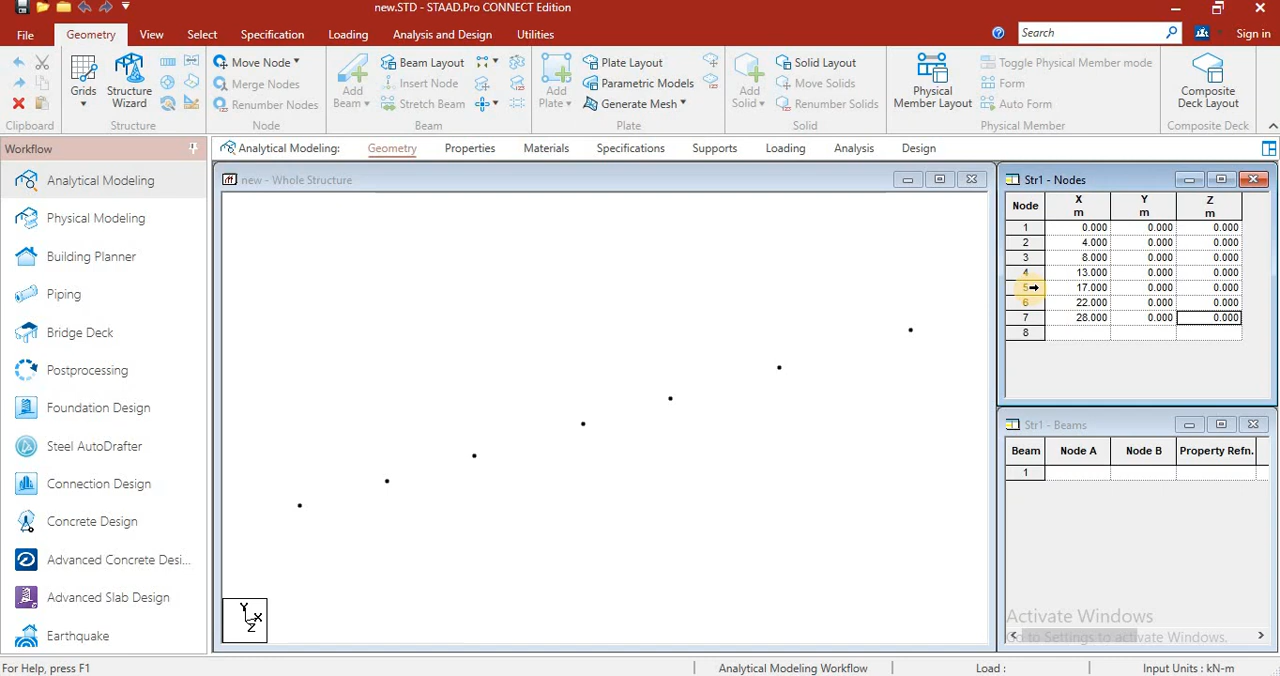 new.STD - STAAD.Pro CONNECT Edition
File Geometry View Select Specification Loading Analysis and Design Utilities Search Sign in
Grids Structure Wizard
Move Node
Merge Nodes
Renumber Nodes
Add Beam
Beam Layout
Insert Node
Stretch Beam
Add Plate
Plate Layout
Parametric Models
Generate Mesh
Add Solid
Solid Layout
Move Solids
Renumber Solids
Physical Member Layout
Toggle Physical Member mode
Form
Auto Form
Composite Deck Layout
Clipboard Structure Node Beam Plate Solid Physical Member Composite Deck
Workflow
Analytical Modeling: Geometry Properties Materials Specifications Supports Loading Analysis Design
Analytical Modeling
Physical Modeling
Building Planner
Piping
Bridge Deck
Postprocessing
Foundation Design
Steel AutoDrafter
Connection Design
Concrete Design
Advanced Concrete Desi...
Advanced Slab Design
Earthquake
new - Whole Structure
Y
X
Z
Str1 - Nodes
Node X m Y m Z m
1 0.000 0.000 0.000
2 4.000 0.000 0.000
3 8.000 0.000 0.000
4 13.000 0.000 0.000
5 17.000 0.000 0.000
6 22.000 0.000 0.000
7 28.000 0.000 0.000
8
Str1 - Beams
Beam Node A Node B Property Refn.
1
Activate Windows
Go to Settings to activate Windows.
For Help, press F1 Analytical Modeling Workflow Load : Input Units : kN-m